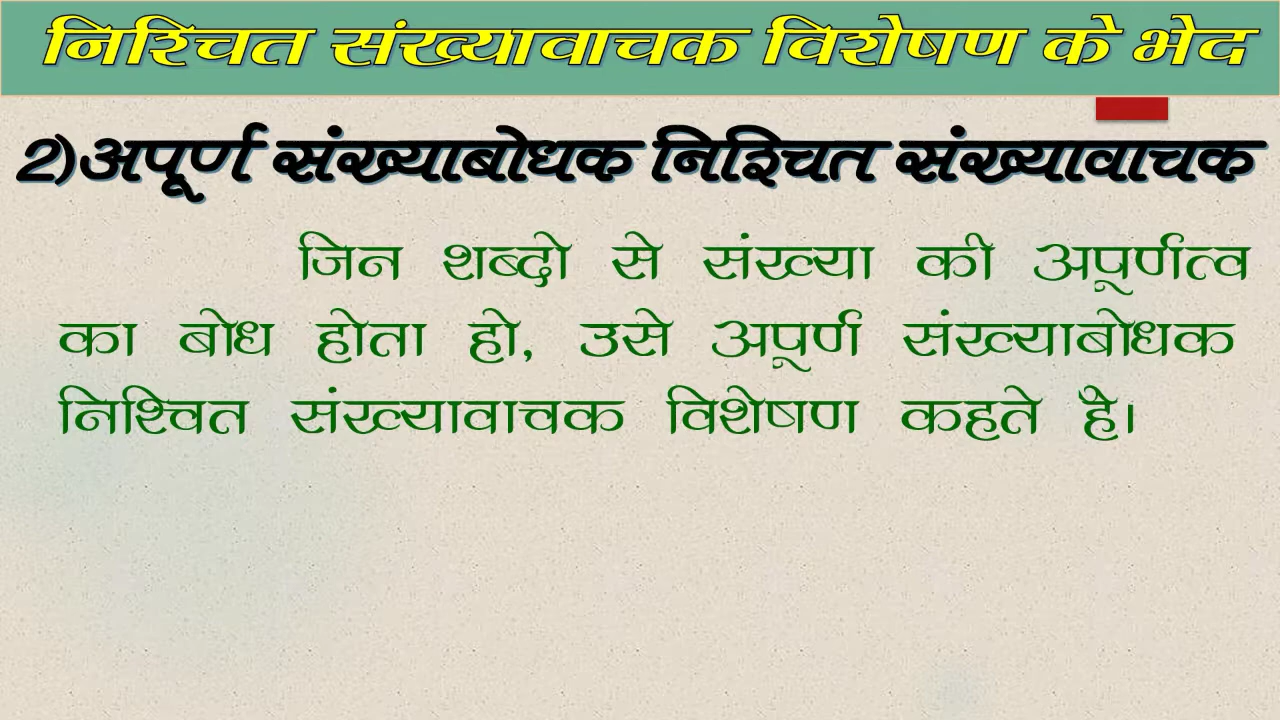 निश्चित संख्यावाचक विशेषण के भेद
2)अपूर्ण संख्याबोधक निश्चित संख्यावाचक
जिन शब्दो से संख्या की अपूर्णत्व
का बोध होता हो, उसे अपूर्ण संख्याबोधक
निश्चित संख्यावाचक विशेषण कहते है।